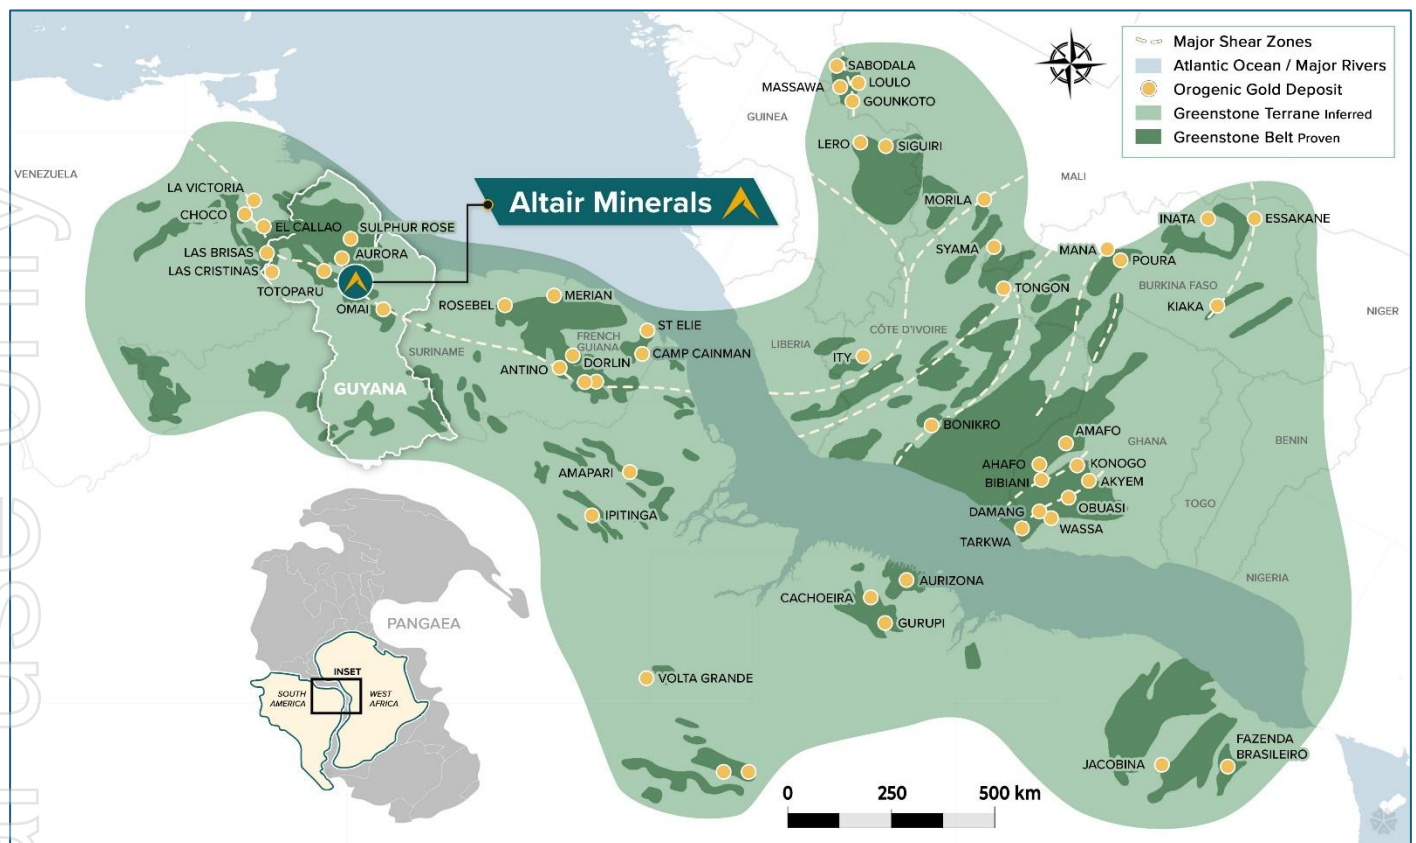 Major Shear Zones
Atlantic Ocean / Major Rivers
Orogenic Gold Deposit
Greenstone Terrane Inferred
Greenstone Belt Proven
SABODALA
MASSAWA
LOULO
GOUNKOTO
GUINEA
LERO
SIGUIRI
VENEZUELA
MALI
LA VICTORIA
CHOCO
EL CALLAO
SULPHUR ROSE
LAS BRISAS
AURORA
LAS CRISTINAS
TOTOPARU
OMAI
Altair Minerals
MORILA
INATA
ESSAKANE
SYAMA
MANA
POURA
TONGON
BURKINA FASO
KIAKA
NIGER
ROSEBEL
MERIAN
ST ELIE
FRENCH
GUIANA
CAMP CAINMAN
SURINAME
DORLIN
ANTINO
GUYANA
LIBERIA
CÔTE D'IVOIRE
ITY
BONIKRO
AMAFO
GHANA
BENIN
AHAFO
KONOGO
BIBIANI
AKYEM
AMAPARI
OBUASI
TOGO
DAMANG
WASSA
IPITINGA
TARKWA
NIGERIA
AURIZONA
CACHOEIRA
GURUPI
PANGAEA
INSET
SOUTH
AMERICA
WEST
AFRICA
VOLTA GRANDE
FAZENDA
BRASILEIRO
JACOBINA
0 250 500 km